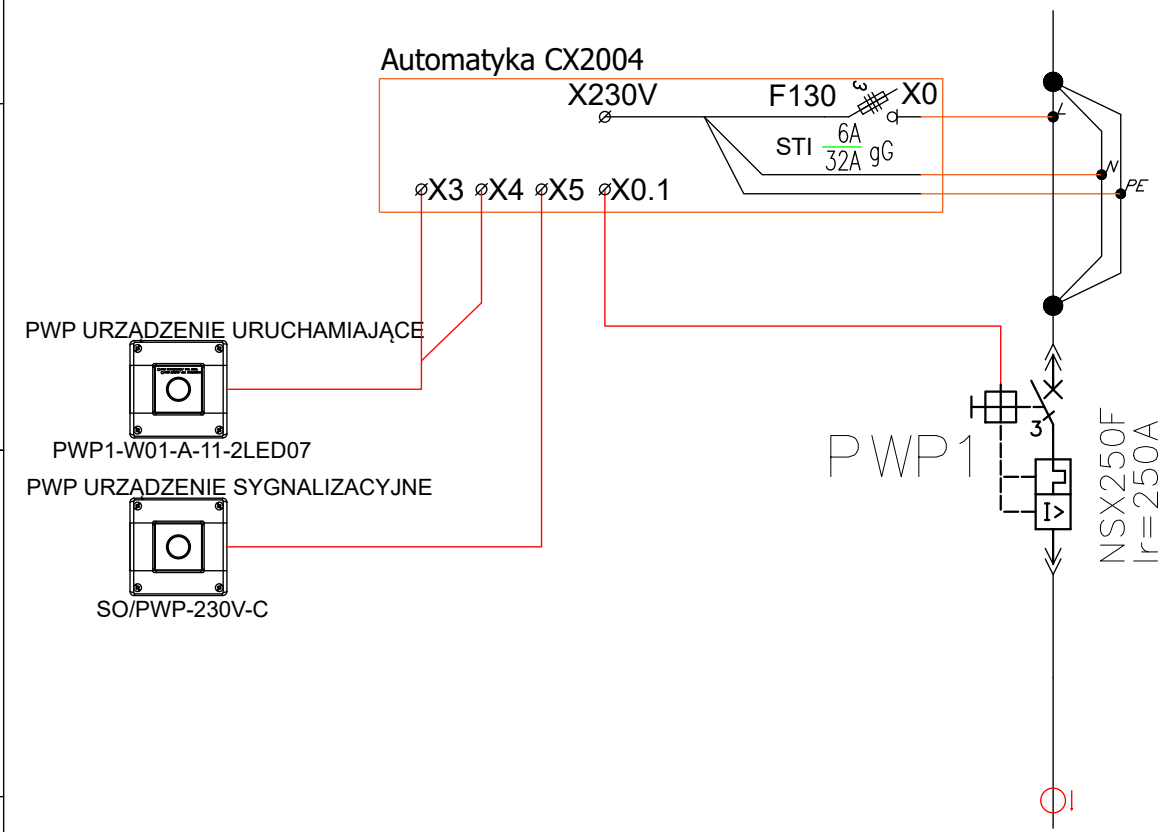 Automatyka CX2004
X230V
F130
3
X0
STI
6A
32A
gG
L
N
PE
X3
X4
X5
X0.1
PWP URZĄDZENIE URUCHAMIAJĄCE
PWP1-W01-A-11-2LED07
PWP URZĄDZENIE SYGNALIZACYJNE
SO/PWP-230V-C
PWP1
3
I>
NSX250F
Ir=250A